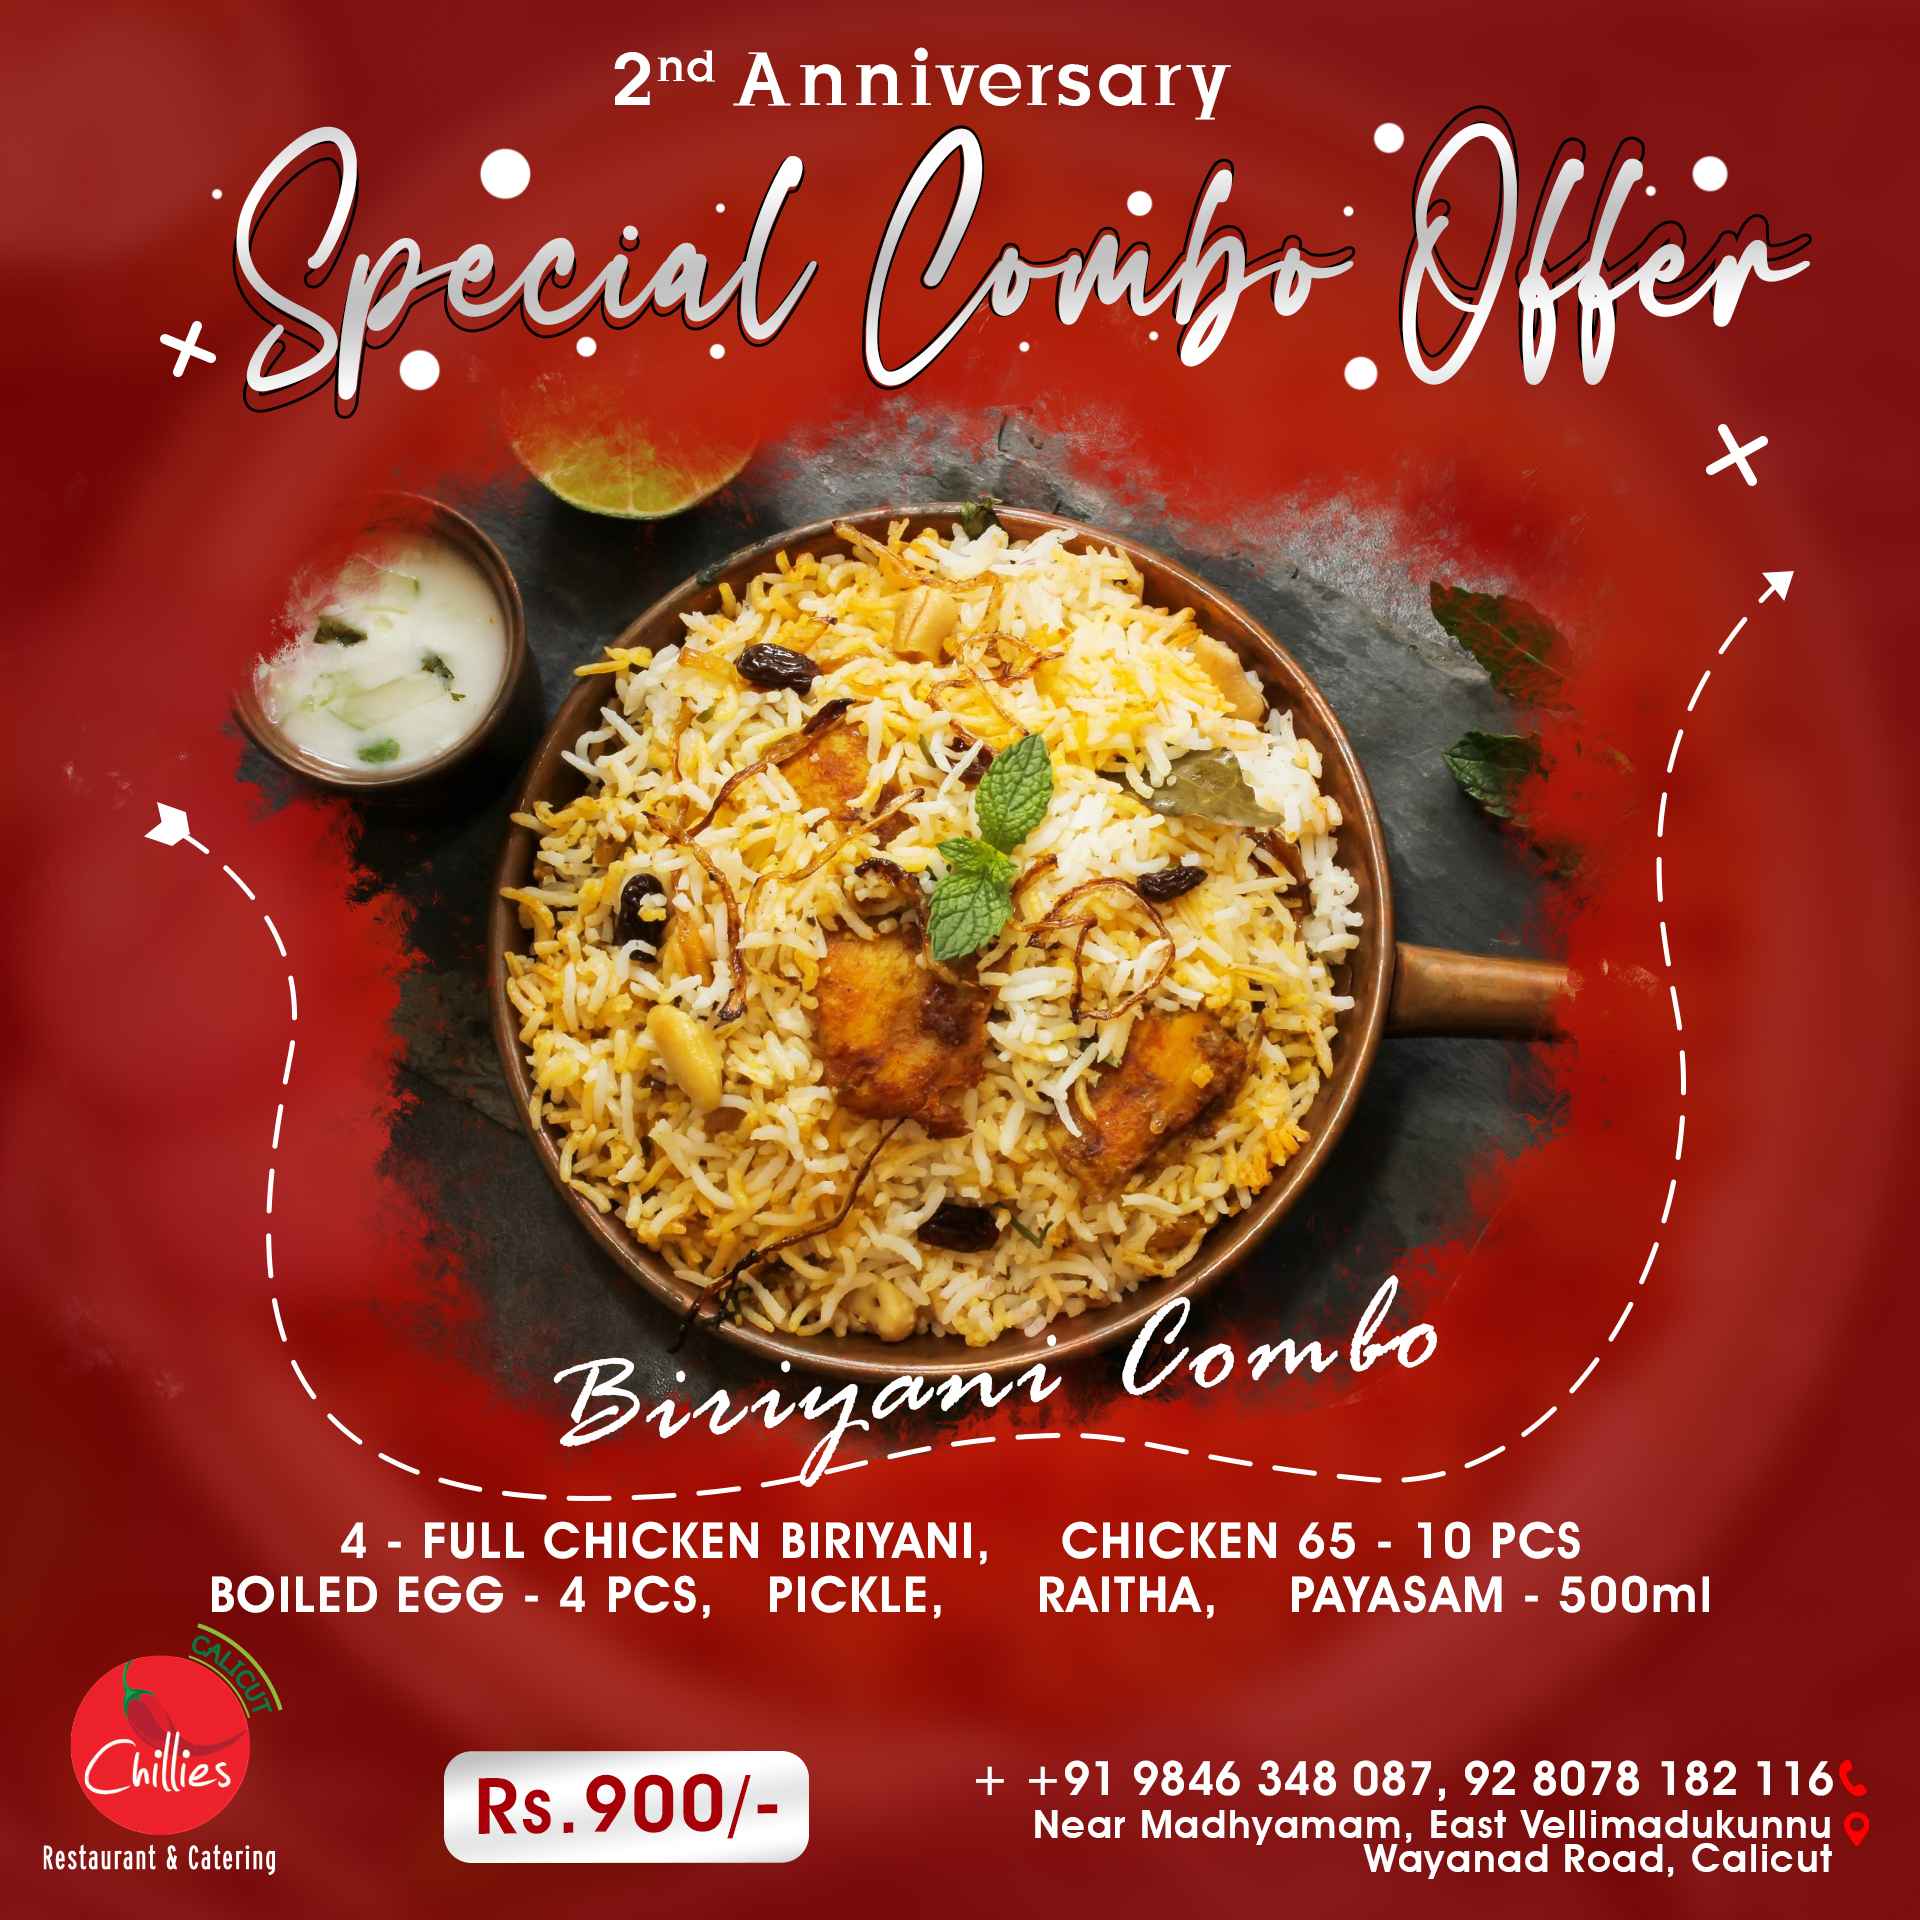 2nd Anniversary
Special Combo Offer
Biriyani Combo
4 - FULL CHICKEN BIRIYANI, CHICKEN 65 - 10 PCS
BOILED EGG - 4 PCS, PICKLE, RAITHA, PAYASAM - 500ml
CALICUT
Chillies
Restaurant & Catering
Rs.900/-
+ +91 9846 348 087, 92 8078 182 116
Near Madhyamam, East Vellimadukunnu
Wayanad Road, Calicut